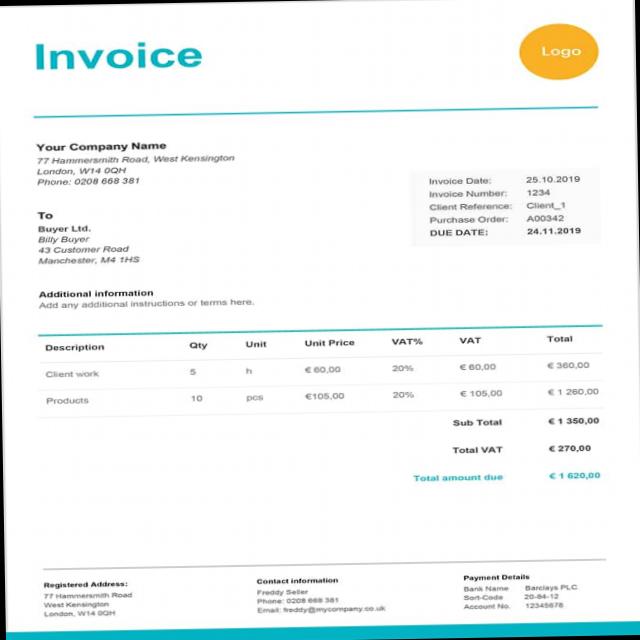 Invoice
Logo
Your Company Name
77 Hammersmith Road, West Kensington
London, W14 0QH
Phone: 0208 668 381
Invoice Date: 25.10.2019
Invoice Number: 1234
Client Reference: Client_1
Purchase Order: A00342
DUE DATE: 24.11.2019
To
Buyer Ltd.
Billy Buyer
43 Customer Road
Manchester, M4 1HS
Additional information
Add any additional instructions or terms here.
Description Qty Unit Unit Price VAT% VAT Total
Client work 5 h € 60,00 20% € 60,00 € 360,00
Products 10 pcs €105,00 20% € 105,00 € 1 260,00
Sub Total € 1 350,00
Total VAT € 270,00
Total amount due € 1 620,00
Registered Address:
77 Hammersmith Road
West Kensington
London, W14 0QH
Contact information
Freddy Seller
Phone: 0208 668 381
Email: freddy@mycompany.co.uk
Payment Details
Bank Name Barclays PLC
Sort-Code 20-84-12
Account No. 12345678